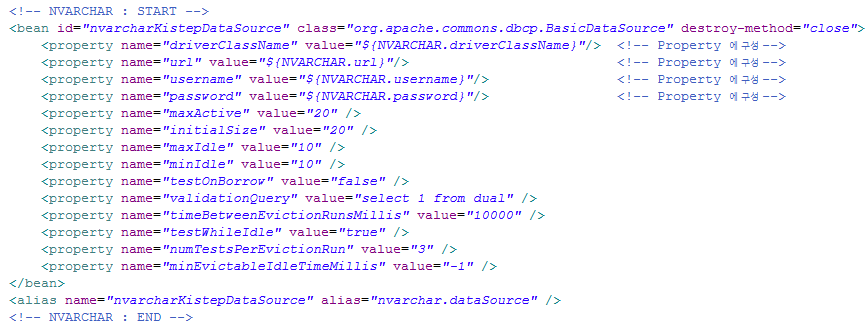 <!-- NVARCHAR : START -->
<bean id="nvarcharKistepDataSource" class="org.apache.commons.dbcp.BasicDataSource" destroy-method="close">
<property name="driverClassName" value="${NVARCHAR.driverClassName}"/> <!-- Property 에 구성 -->
<property name="url" value="${NVARCHAR.url}"/> <!-- Property 에 구성 -->
<property name="username" value="${NVARCHAR.username}"/> <!-- Property 에 구성 -->
<property name="password" value="${NVARCHAR.password}"/> <!-- Property 에 구성 -->
<property name="maxActive" value="20" />
<property name="initialSize" value="20" />
<property name="maxIdle" value="10" />
<property name="minIdle" value="10" />
<property name="testOnBorrow" value="false" />
<property name="validationQuery" value="select 1 from dual" />
<property name="timeBetweenEvictionRunsMillis" value="10000" />
<property name="testWhileIdle" value="true" />
<property name="numTestsPerEvictionRun" value="3" />
<property name="minEvictableIdleTimeMillis" value="-1" />
</bean>
<alias name="nvarcharKistepDataSource" alias="nvarchar.dataSource" />
<!-- NVARCHAR : END -->